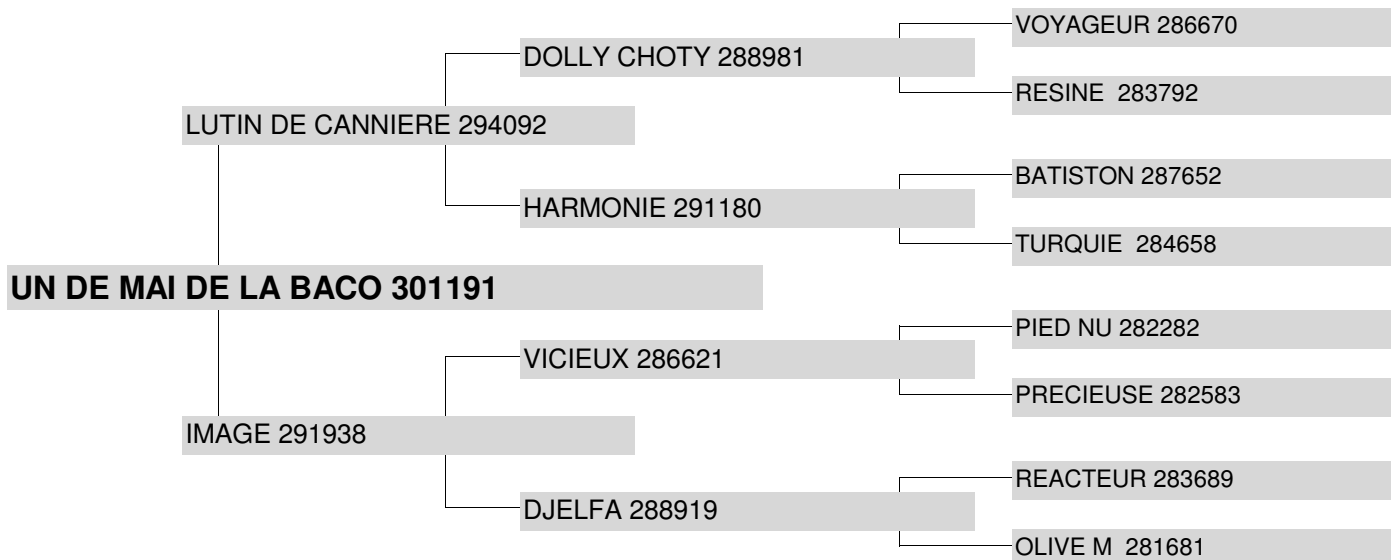 VOYAGEUR 286670
DOLLY CHOTY 288981
RESINE  283792
LUTIN DE CANNIERE 294092
BATISTON 287652
HARMONIE 291180
TURQUIE  284658
UN DE MAI DE LA BACO 301191
PIED NU 282282
VICIEUX 286621
PRECIEUSE 282583
IMAGE 291938
REACTEUR 283689
DJELFA 288919
OLIVE M  281681